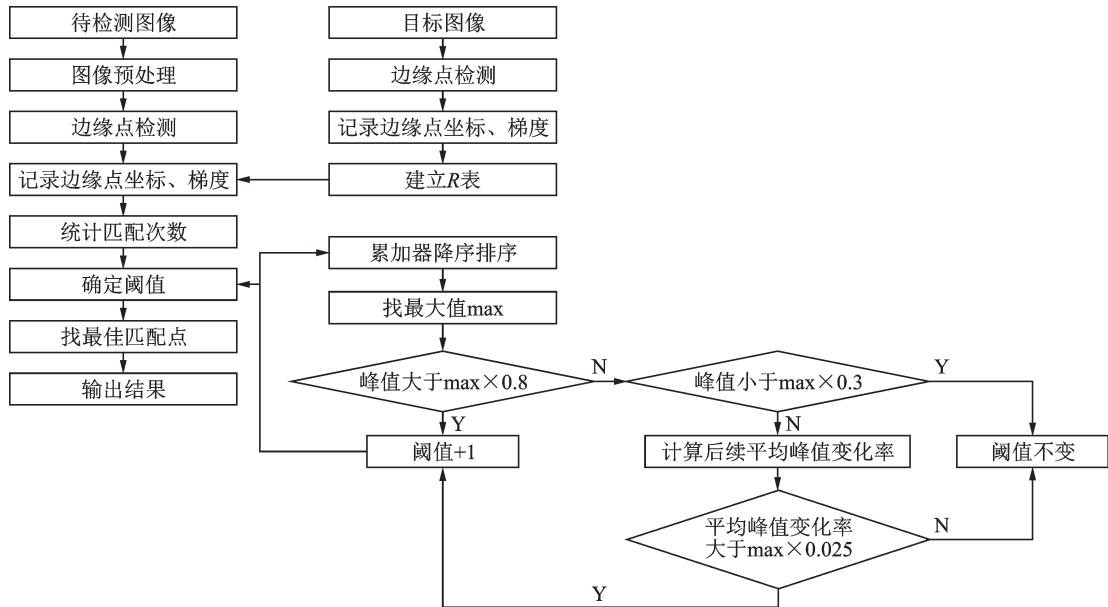 待检测图像
图像预处理
边缘点检测
记录边缘点坐标、梯度
统计匹配次数
确定阈值
找最佳匹配点
输出结果
目标图像
边缘点检测
记录边缘点坐标、梯度
建立R表
累加器降序排序
找最大值max
峰值大于max×0.8
N
Y
阈值+1
峰值小于max×0.3
Y
N
计算后续平均峰值变化率
阈值不变
平均峰值变化率
大于max×0.025
N
Y